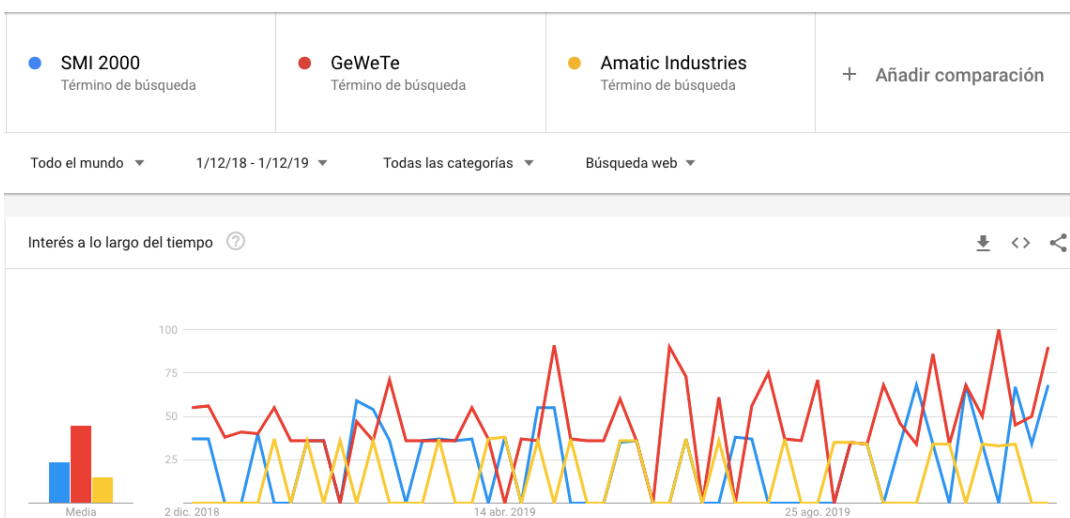 SMI 2000
Término de búsqueda
GeWeTe
Término de búsqueda
Amatic Industries
Término de búsqueda
+ Añadir comparación
Todo el mundo
1/12/18 - 1/12/19
Todas las categorías
Búsqueda web
Interés a lo largo del tiempo ?
100
75
50
25
Media
2 dic. 2018
14 abr. 2019
25 ago. 2019